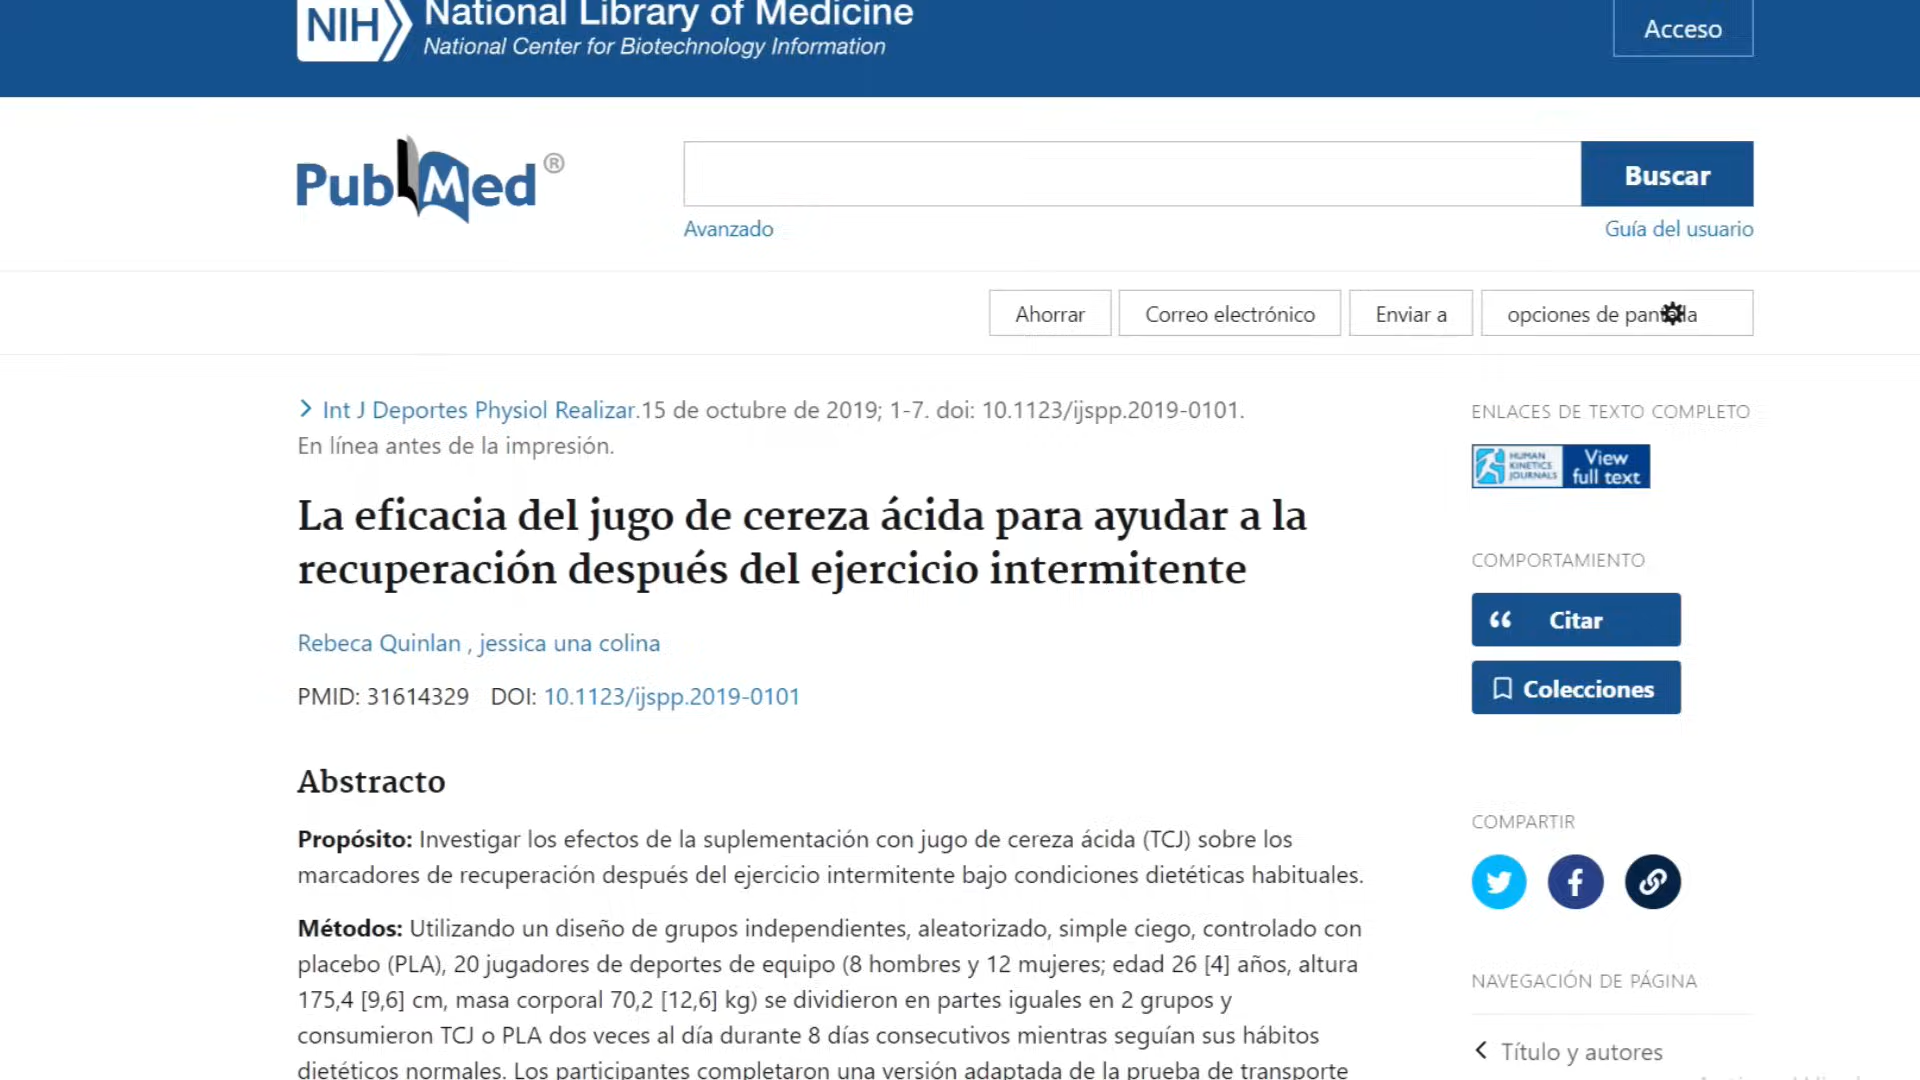 NIH National Library of Medicine
National Center for Biotechnology Information
Acceso
PubMed®
Buscar
Avanzado
Guía del usuario
Ahorrar
Correo electrónico
Enviar a
opciones de pantalla
Int J Deportes Physiol Realizar.15 de octubre de 2019; 1-7. doi: 10.1123/ijspp.2019-0101.
En línea antes de la impresión.
La eficacia del jugo de cereza ácida para ayudar a la
recuperación después del ejercicio intermitente
Rebeca Quinlan , jessica una colina
PMID: 31614329 DOI: 10.1123/ijspp.2019-0101
Abstracto
Propósito: Investigar los efectos de la suplementación con jugo de cereza ácida (TCJ) sobre los
marcadores de recuperación después del ejercicio intermitente bajo condiciones dietéticas habituales.
Métodos: Utilizando un diseño de grupos independientes, aleatorizado, simple ciego, controlado con
placebo (PLA), 20 jugadores de deportes de equipo (8 hombres y 12 mujeres; edad 26 [4] años, altura
175,4 [9,6] cm, masa corporal 70,2 [12,6] kg) se dividieron en partes iguales en 2 grupos y
consumieron TCJ o PLA dos veces al día durante 8 días consecutivos mientras seguían sus hábitos
dietéticos normales. Los participantes completaron una versión adaptada de la prueba de transporte
ENLACES DE TEXTO COMPLETO
HUMAN
KINETICS
JOURNALS
View
full text
COMPORTAMIENTO
Citar
Colecciones
COMPARTIR
NAVEGACIÓN DE PÁGINA
Título y autores